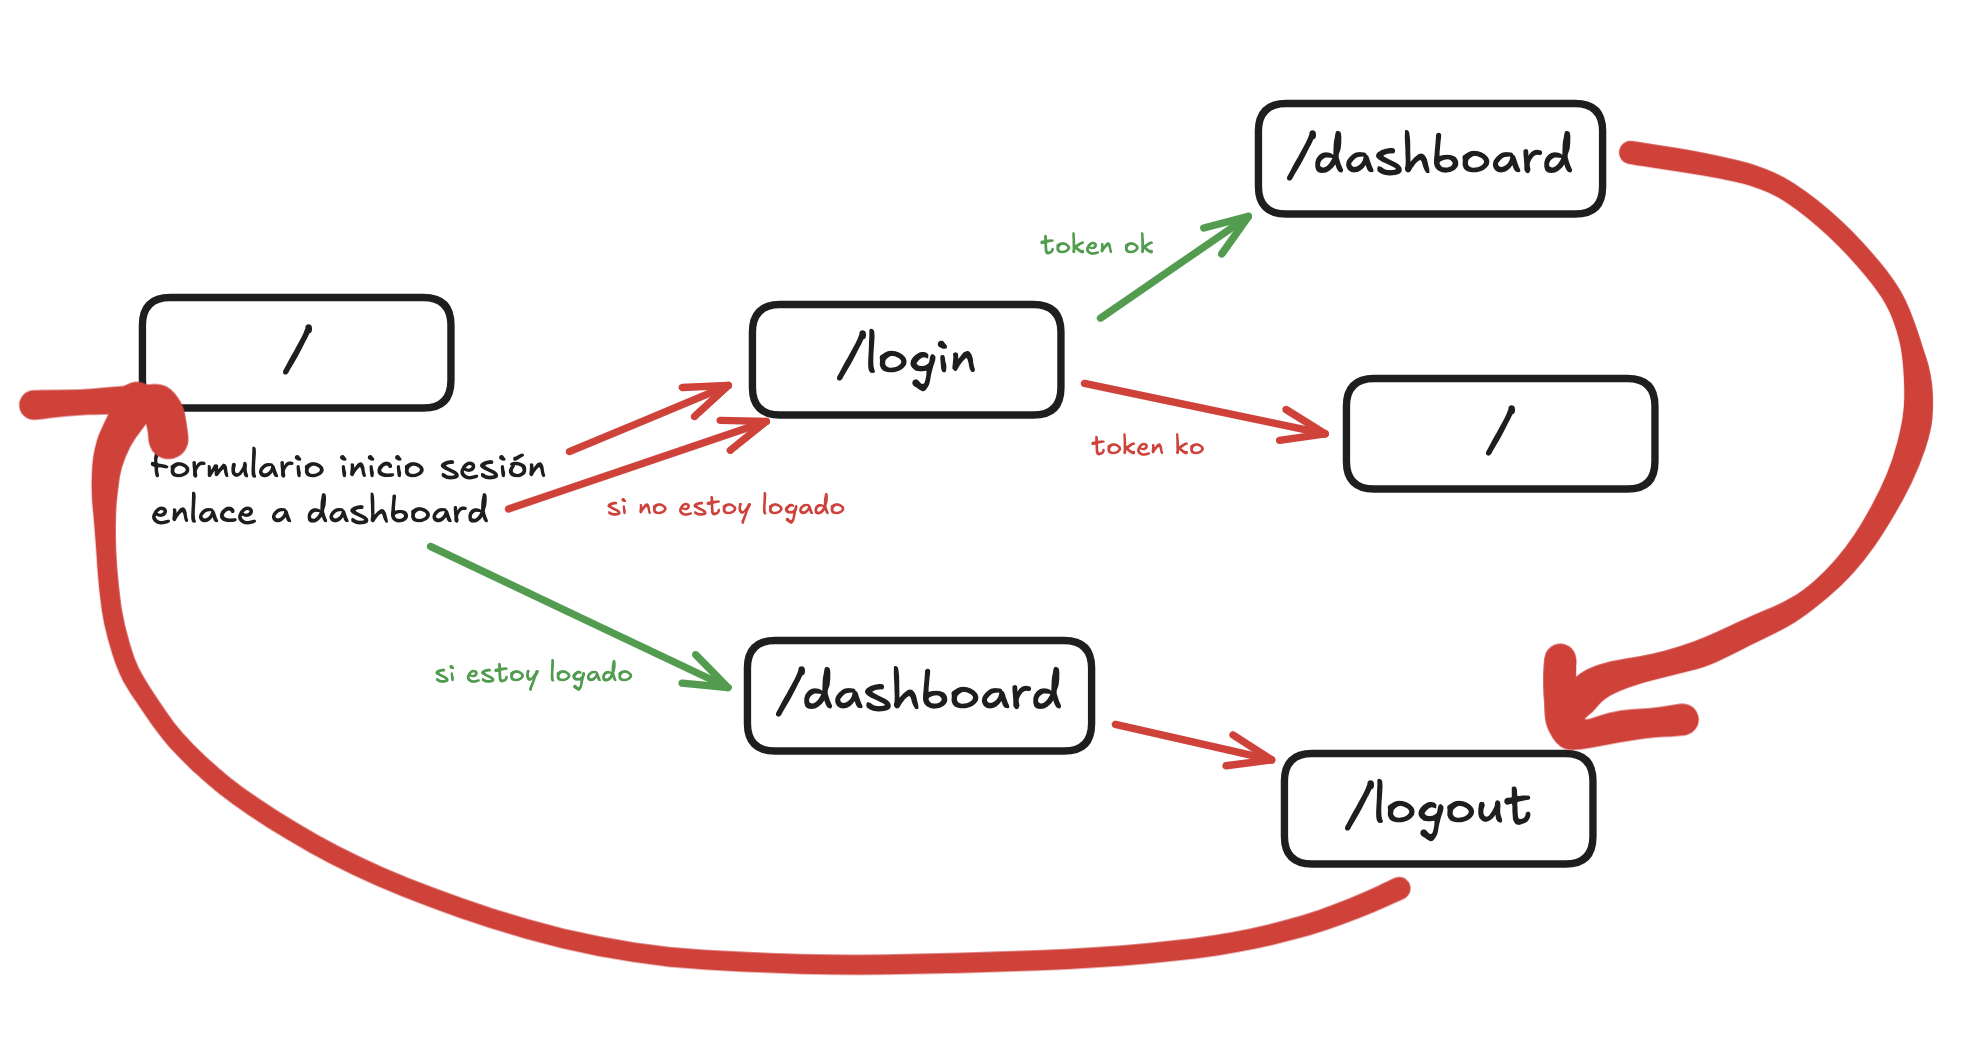 /dashboard
token ok
/
/login
/
token ko
formulario inicio sesión
enlace a dashboard
si no estoy logado
si estoy logado
/dashboard
/logout